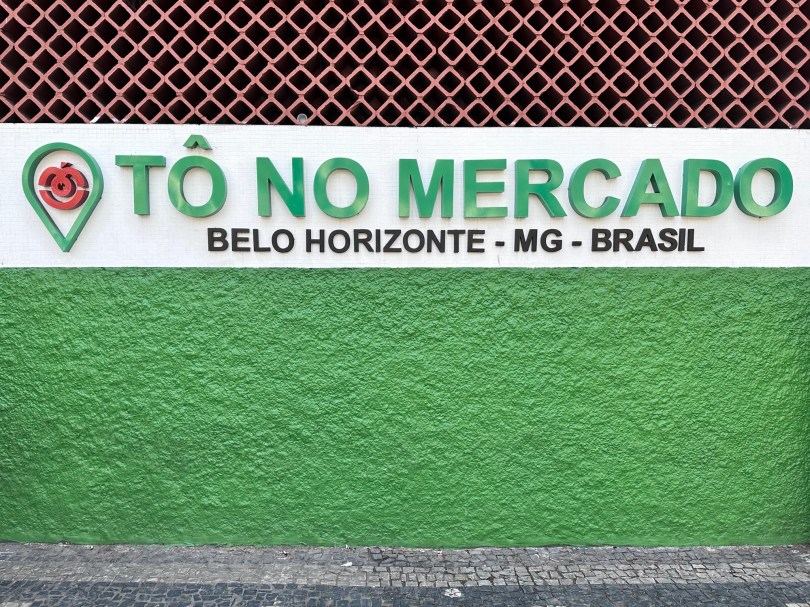 TÔ NO MERCADO
BELO HORIZONTE - MG - BRASIL